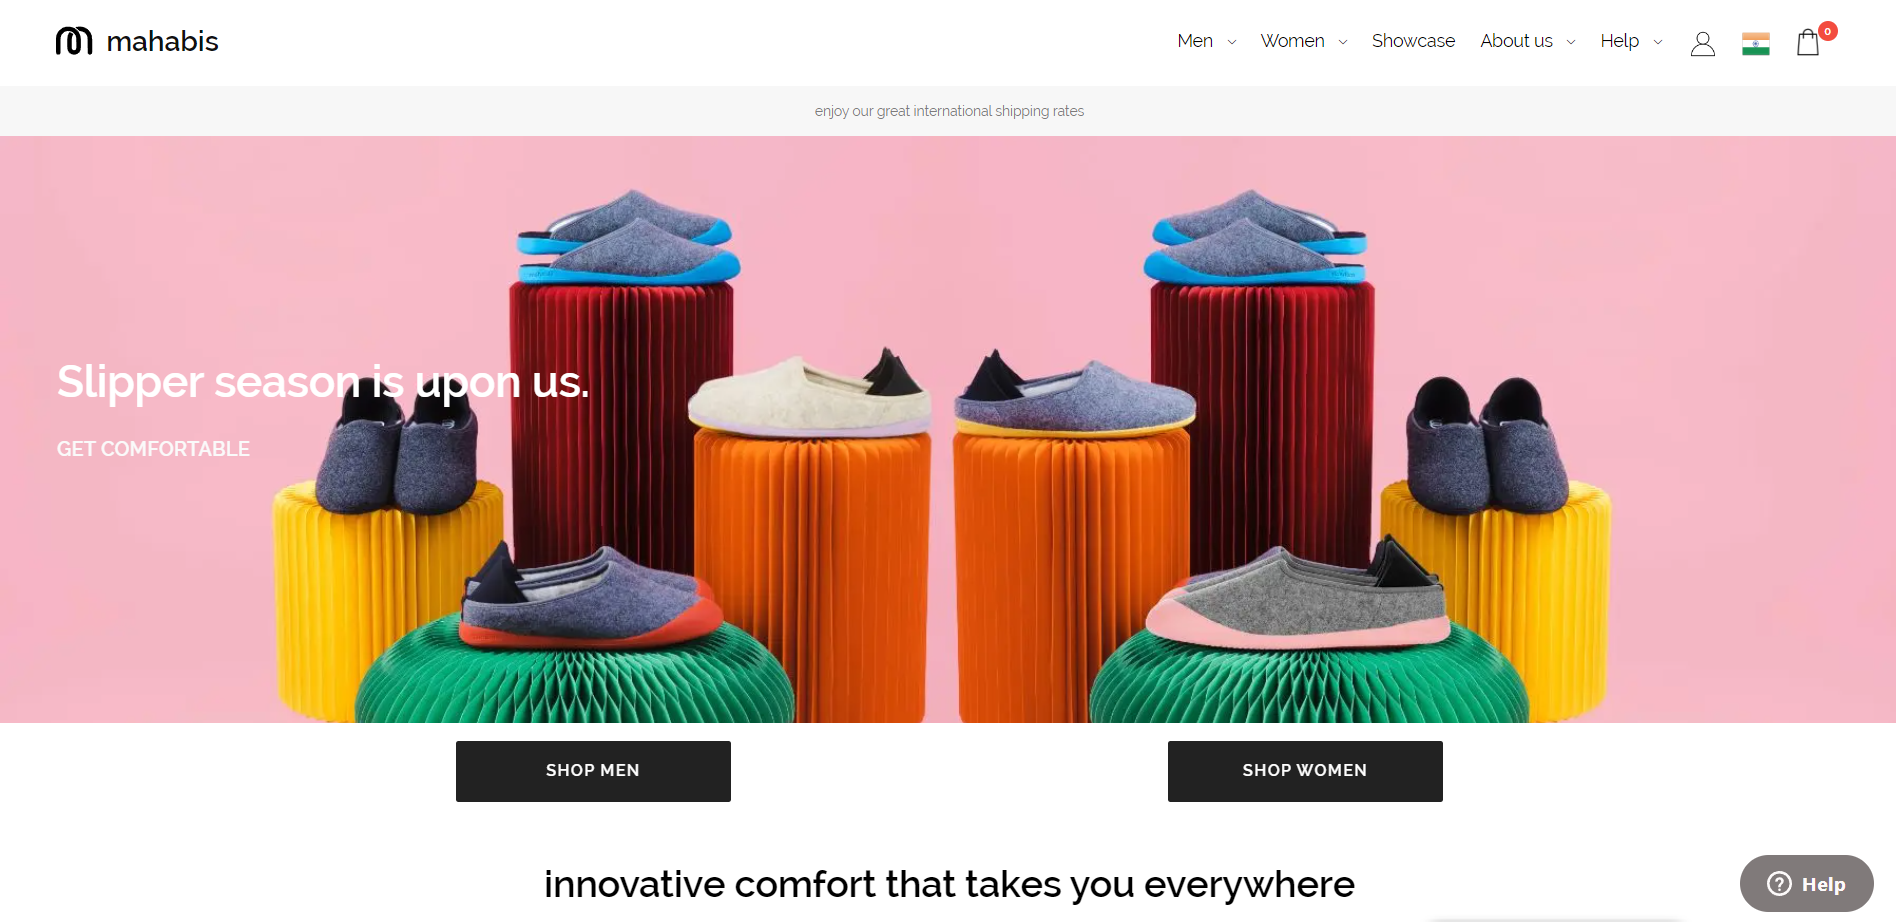 mahabis
Men Women Showcase About us Help 0
enjoy our great international shipping rates
Slipper season is upon us.
GET COMFORTABLE
SHOP MEN SHOP WOMEN
innovative comfort that takes you everywhere
Help